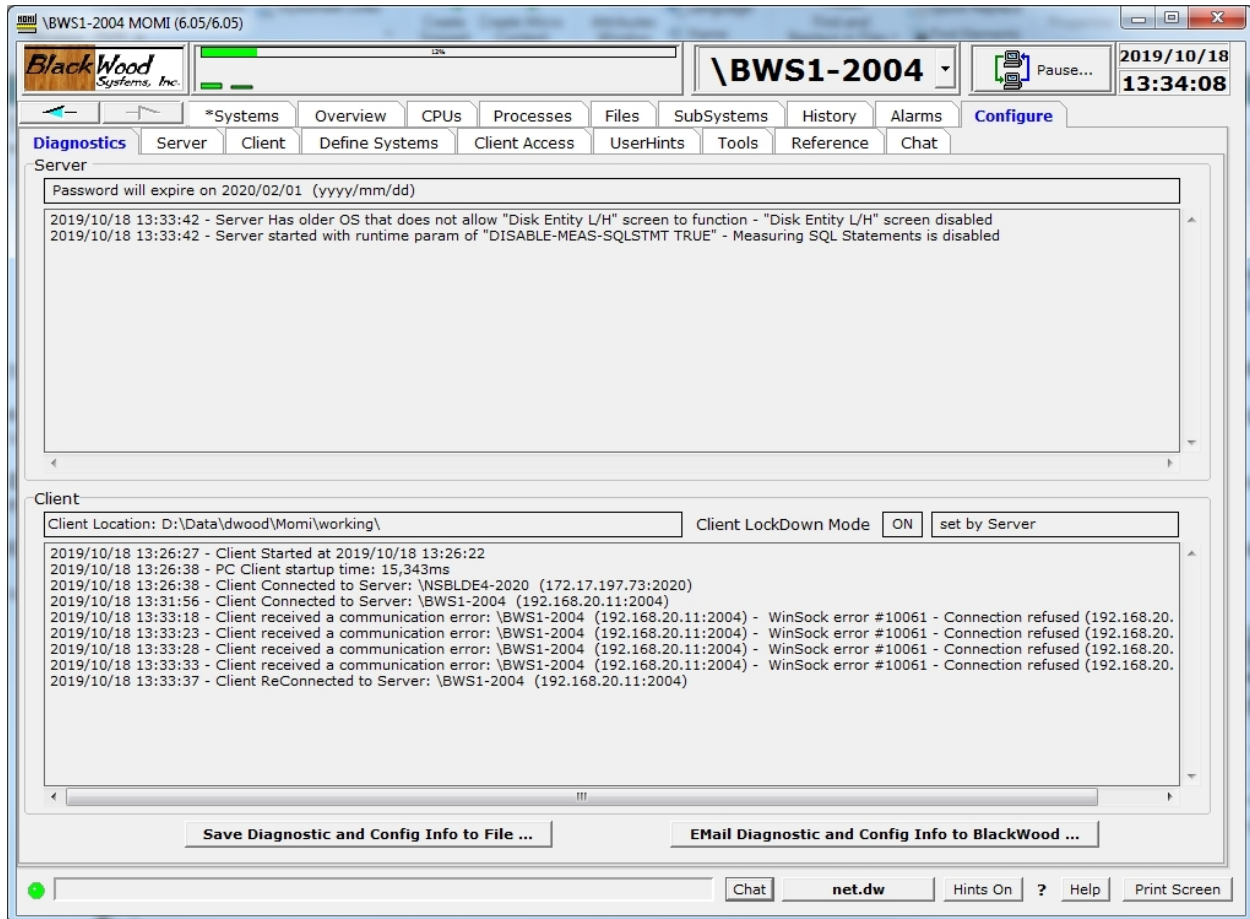 \BWS1-2004 MOMI (6.05/6.05)
BlackWood
Systems, Inc.
12%
\BWS1-2004
Pause...
2019/10/18
13:34:08
*Systems Overview CPUs Processes Files SubSystems History Alarms Configure
Diagnostics Server Client Define Systems Client Access UserHints Tools Reference Chat
Server
Password will expire on 2020/02/01 (yyyy/mm/dd)
2019/10/18 13:33:42 - Server Has older OS that does not allow "Disk Entity L/H" screen to function - "Disk Entity L/H" screen disabled
2019/10/18 13:33:42 - Server started with runtime param of "DISABLE-MEAS-SQLSTMT TRUE" - Measuring SQL Statements is disabled
Client
Client Location: D:\Data\dwood\Momi\working\ Client LockDown Mode ON set by Server
2019/10/18 13:26:27 - Client Started at 2019/10/18 13:26:22
2019/10/18 13:26:38 - PC Client startup time: 15,343ms
2019/10/18 13:26:38 - Client Connected to Server: \NSBLDE4-2020 (172.17.197.73:2020)
2019/10/18 13:31:56 - Client Connected to Server: \BWS1-2004 (192.168.20.11:2004)
2019/10/18 13:33:18 - Client received a communication error: \BWS1-2004 (192.168.20.11:2004) - WinSock error #10061 - Connection refused (192.168.20.
2019/10/18 13:33:23 - Client received a communication error: \BWS1-2004 (192.168.20.11:2004) - WinSock error #10061 - Connection refused (192.168.20.
2019/10/18 13:33:28 - Client received a communication error: \BWS1-2004 (192.168.20.11:2004) - WinSock error #10061 - Connection refused (192.168.20.
2019/10/18 13:33:33 - Client received a communication error: \BWS1-2004 (192.168.20.11:2004) - WinSock error #10061 - Connection refused (192.168.20.
2019/10/18 13:33:37 - Client ReConnected to Server: \BWS1-2004 (192.168.20.11:2004)
Save Diagnostic and Config Info to File ... EMail Diagnostic and Config Info to BlackWood ...
Chat net.dw Hints On ? Help Print Screen